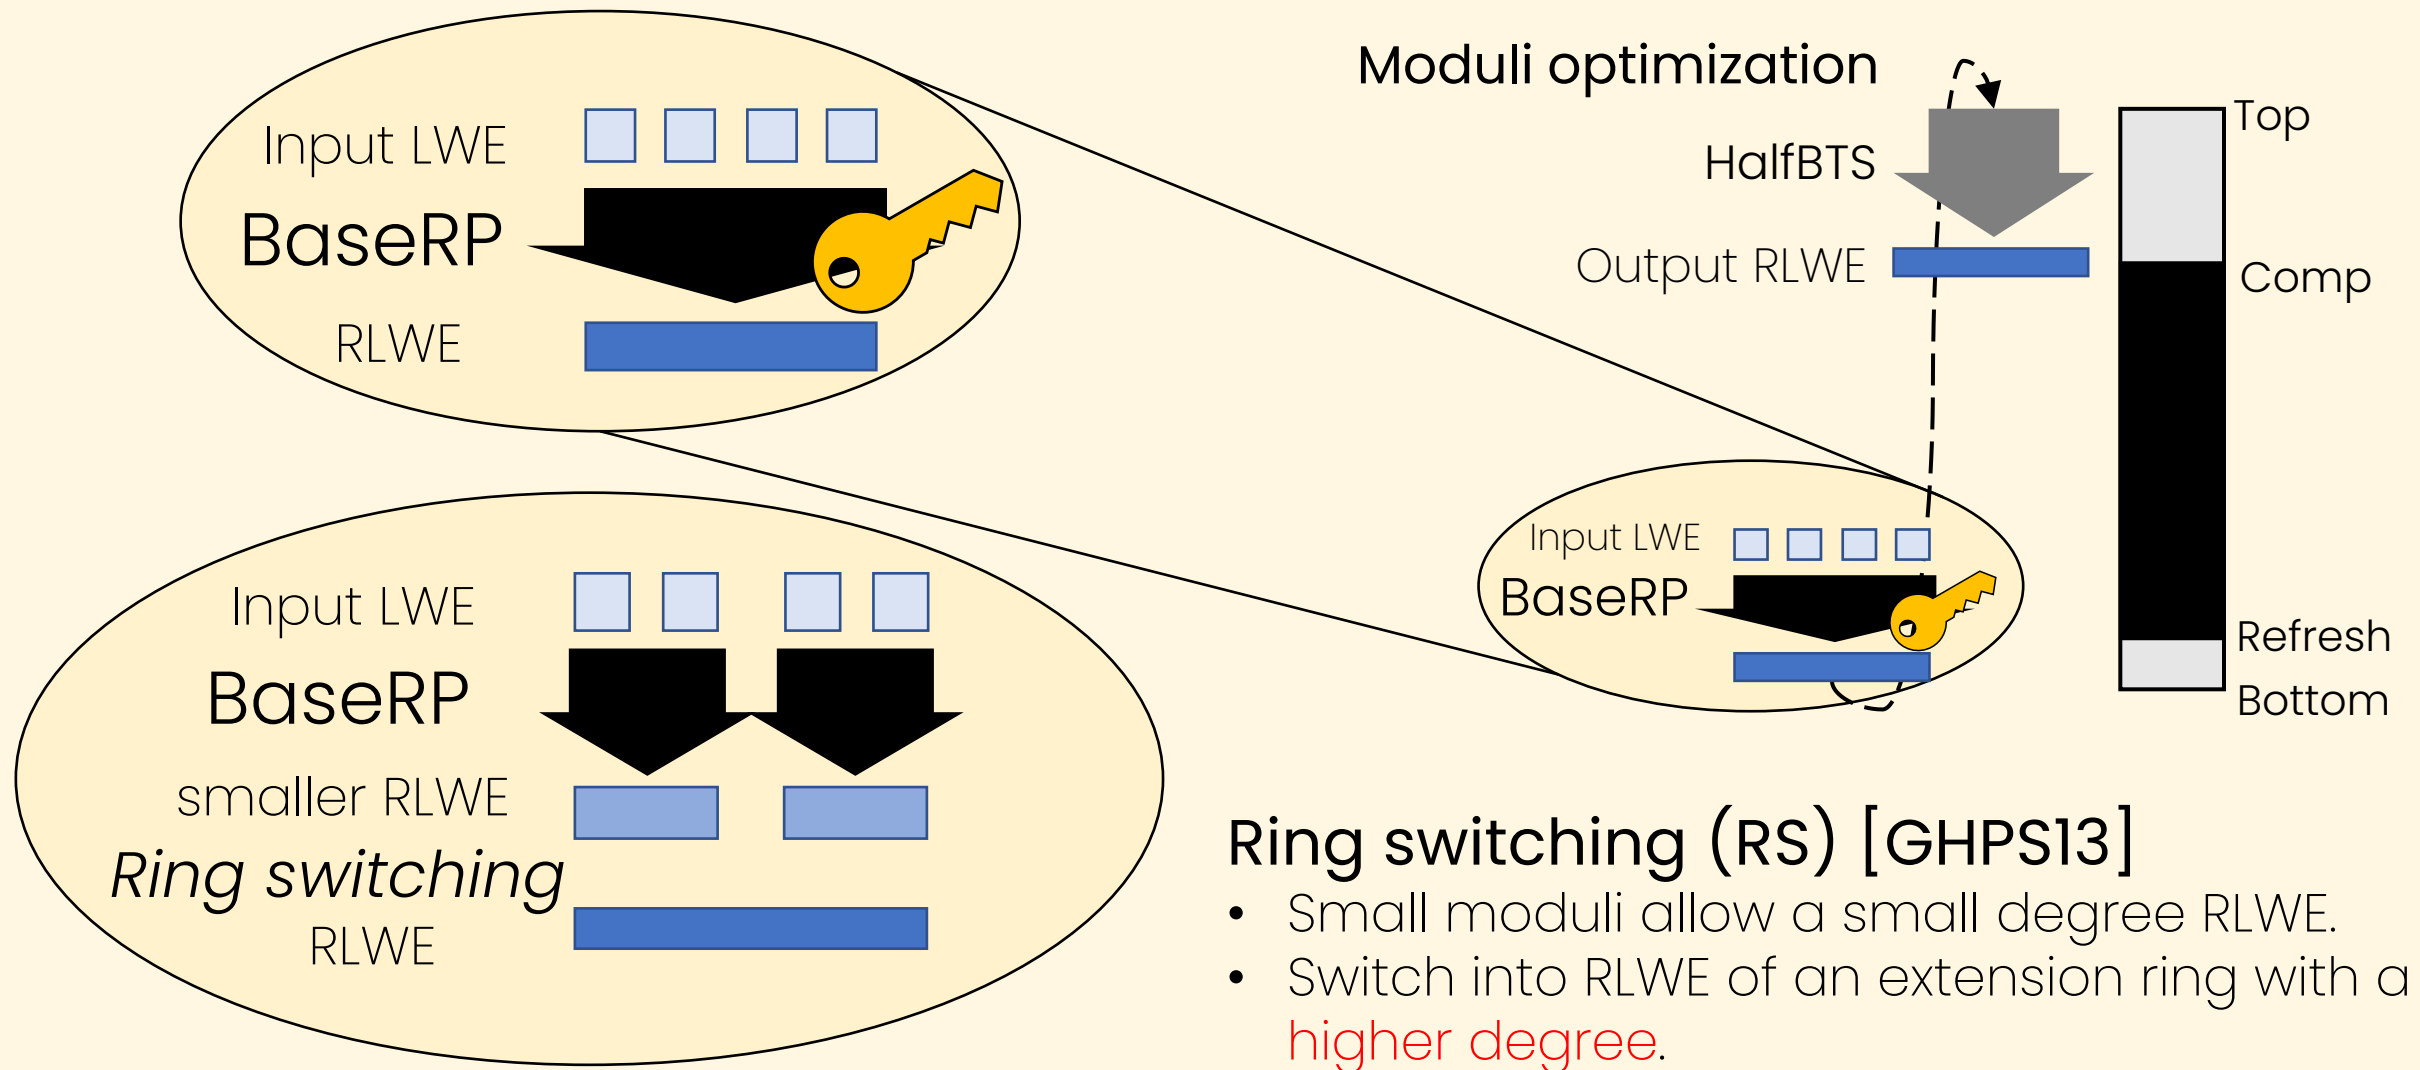 Input LWE
BaseRP
RLWE
Moduli optimization
HalfBTS
Output RLWE
Top
Comp
Refresh
Bottom
Input LWE
BaseRP
Input LWE
BaseRP
smaller RLWE
Ring switching
RLWE
Ring switching (RS) [GHPS13]
• Small moduli allow a small degree RLWE.
• Switch into RLWE of an extension ring with a
higher degree.